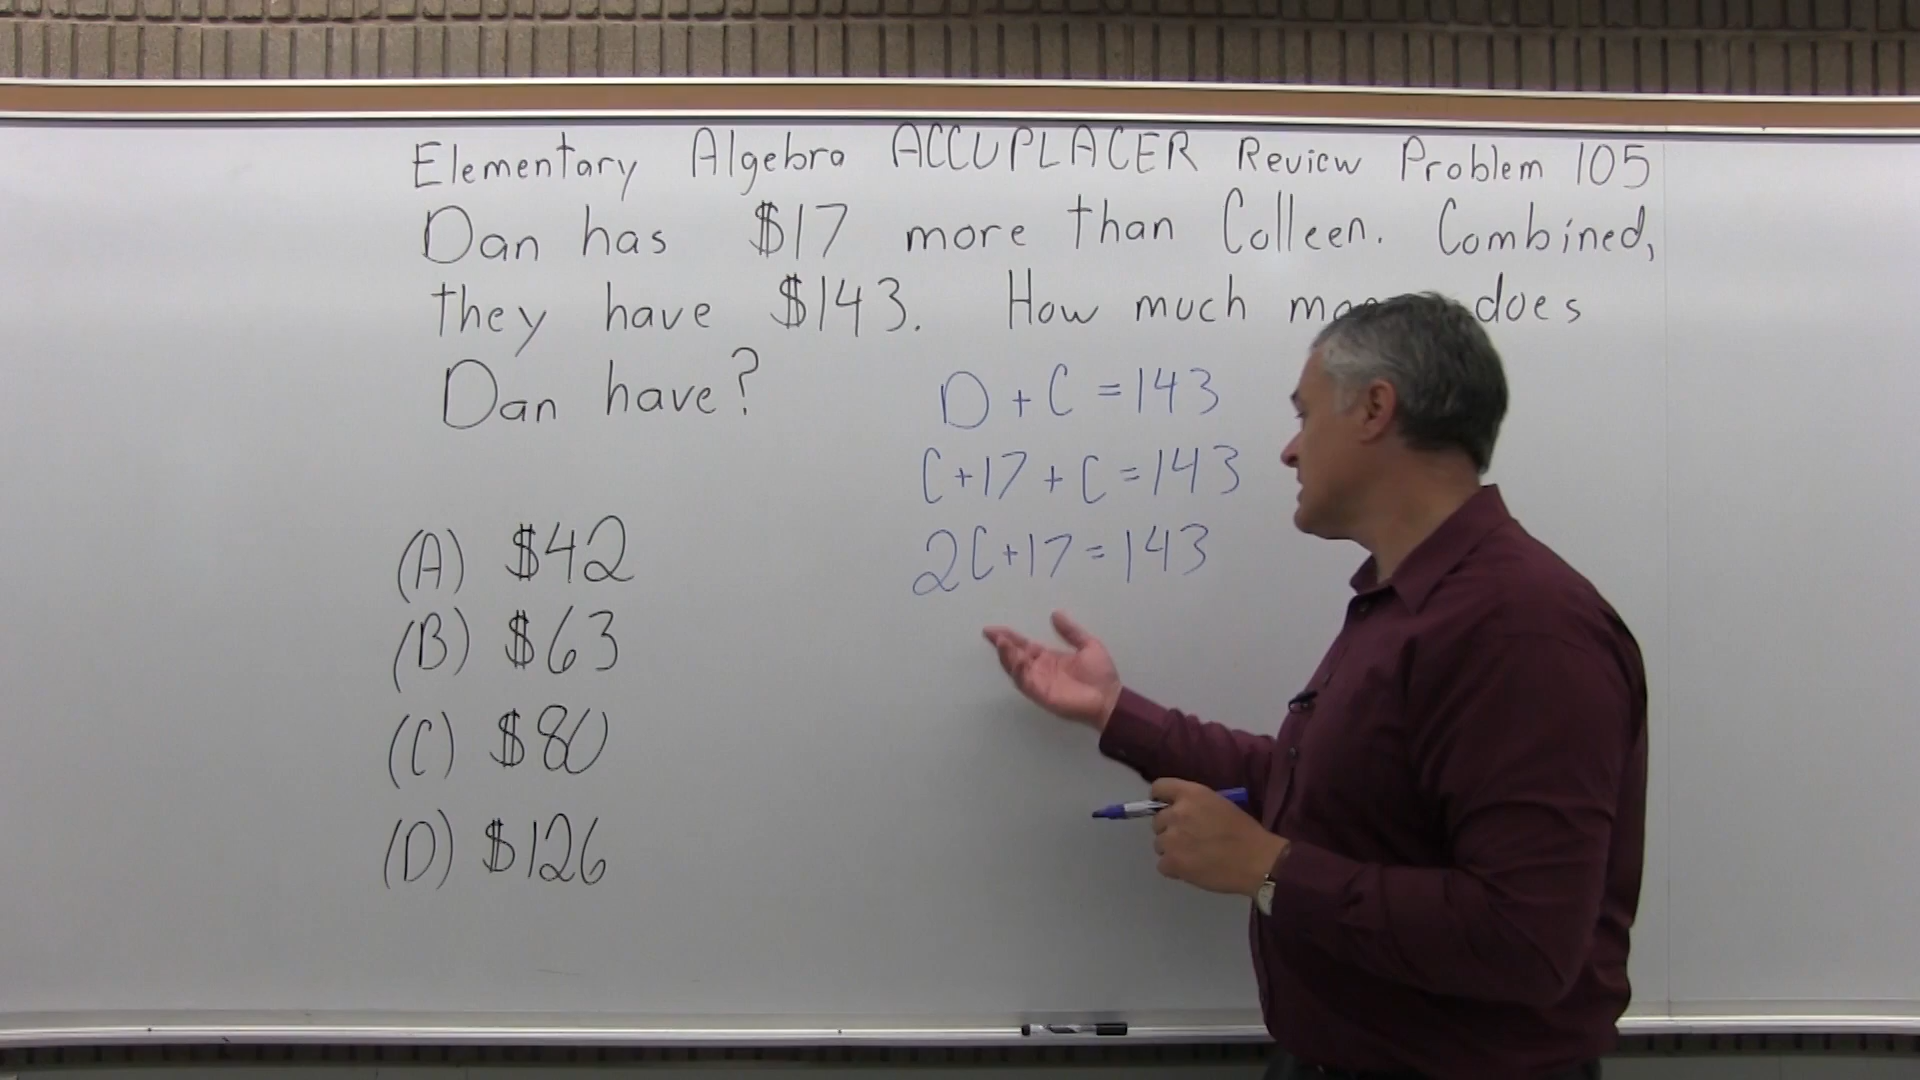 Elementary Algebra ACCUPLACER Review Problem 105
Dan has $17 more than Colleen. Combined,
they have $143. How much does
Dan have?
D + C = 143
C + 17 + C = 143
2C + 17 = 143
(A) $42
(B) $63
(C) $80
(D) $126